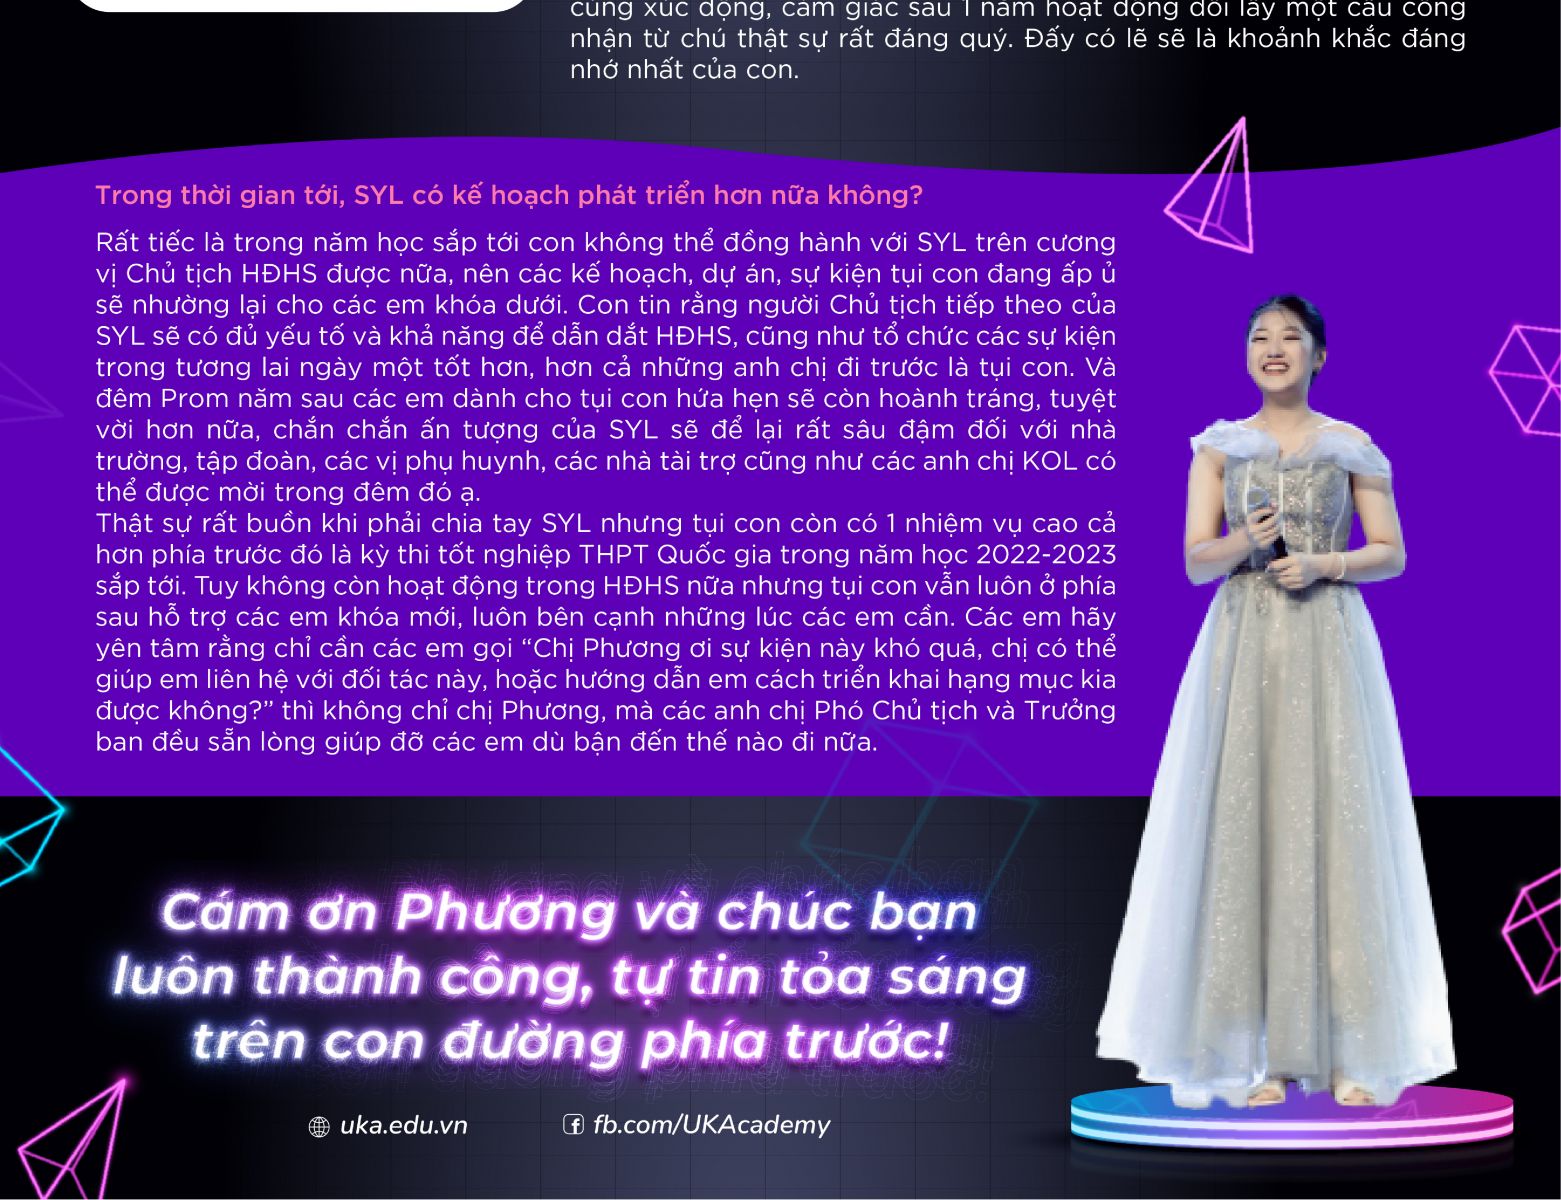 cùng xúc động, cảm giác sau 1 năm hoạt động đổi lấy một câu công
nhận từ chú thật sự rất đáng quý. Đấy có lẽ sẽ là khoảnh khắc đáng
nhớ nhất của con.
Trong thời gian tới, SYL có kế hoạch phát triển hơn nữa không?
Rất tiếc là trong năm học sắp tới con không thể đồng hành với SYL trên cương
vị Chủ tịch HĐHS được nữa, nên các kế hoạch, dự án, sự kiện tụi con đang ấp ủ
sẽ nhường lại cho các em khóa dưới. Con tin rằng người Chủ tịch tiếp theo của
SYL sẽ có đủ yếu tố và khả năng để dẫn dắt HĐHS, cũng như tổ chức các sự kiện
trong tương lai ngày một tốt hơn, hơn cả những anh chị đi trước là tụi con. Và
đêm Prom năm sau các em dành cho tụi con hứa hẹn sẽ còn hoành tráng, tuyệt
vời hơn nữa, chắn chắn ấn tượng của SYL sẽ để lại rất sâu đậm đối với nhà
trường, tập đoàn, các vị phụ huynh, các nhà tài trợ cũng như các anh chị KOL có
thể được mời trong đêm đó ạ.
Thật sự rất buồn khi phải chia tay SYL nhưng tụi con còn có 1 nhiệm vụ cao cả
hơn phía trước đó là kỳ thi tốt nghiệp THPT Quốc gia trong năm học 2022-2023
sắp tới. Tuy không còn hoạt động trong HĐHS nữa nhưng tụi con vẫn luôn ở phía
sau hỗ trợ các em khóa mới, luôn bên cạnh những lúc các em cần. Các em hãy
yên tâm rằng chỉ cần các em gọi “Chị Phương ơi sự kiện này khó quá, chị có thể
giúp em liên hệ với đối tác này, hoặc hướng dẫn em cách triển khai hạng mục kia
được không?” thì không chỉ chị Phương, mà các anh chị Phó Chủ tịch và Trưởng
ban đều sẵn lòng giúp đỡ các em dù bận đến thế nào đi nữa.
Cám ơn Phương và chúc bạn
luôn thành công, tự tin tỏa sáng
trên con đường phía trước!
uka.edu.vn
fb.com/UKAcademy